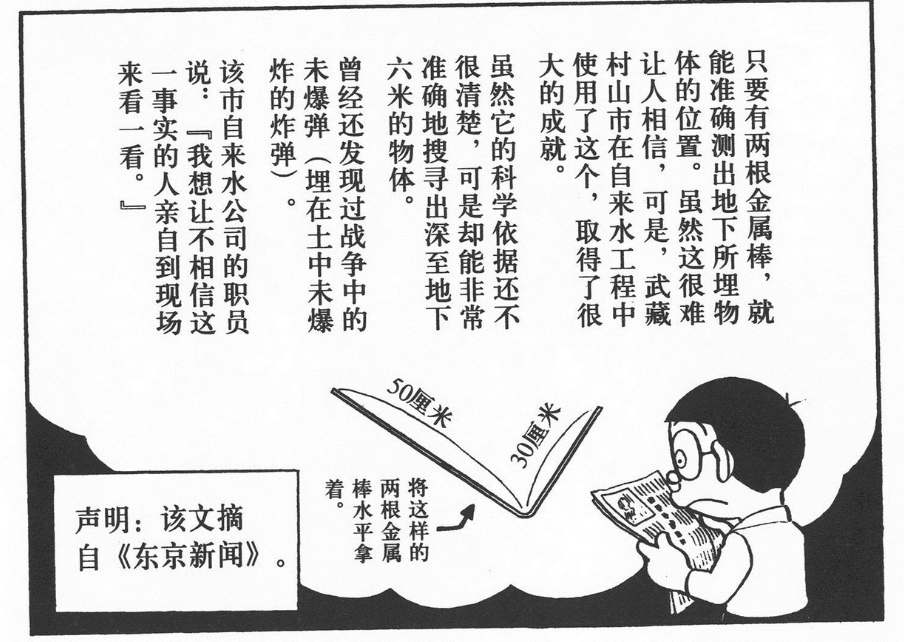 只要有两根金属棒，就
能准确测出地下所埋物
体的位置。虽然这很难
让人相信，可是，武藏
村山市在自来水工程中
使用了这个，取得了很
大的成就。
虽然它的科学依据还不
很清楚，可是却能非常
准确地搜寻出深至地下
六米的物体。
曾经还发现过战争中的
未爆弹（埋在土中未爆
炸的炸弹）。
该市自来水公司的职员
说：『我想让不相信这
一事实的人亲自到现场
来看一看。』
50厘米
30厘米
将这样的
两根金属
棒水平拿
着。
声明：该文摘
自《东京新闻》。